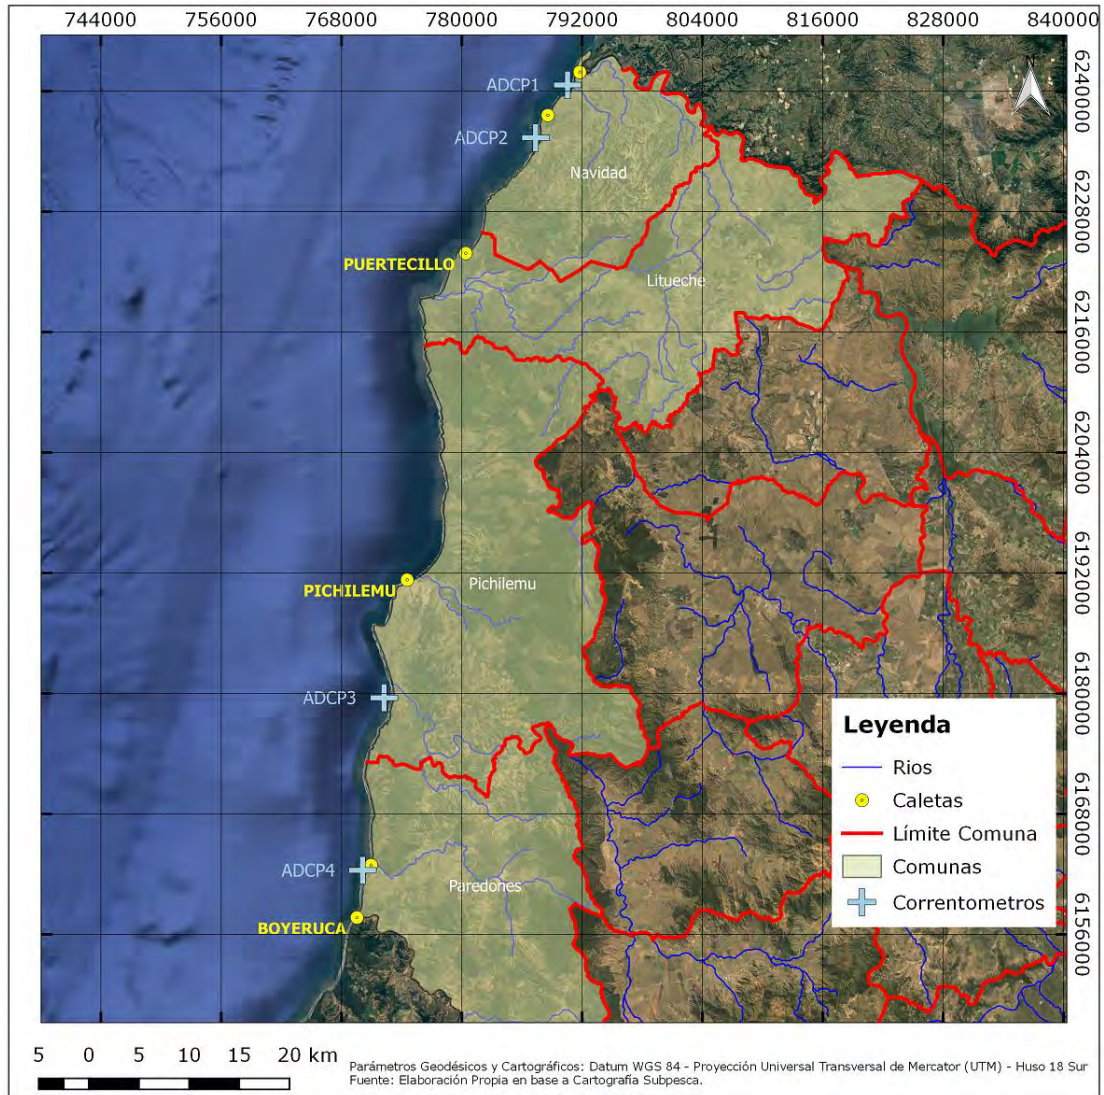 744000 756000 768000 780000 792000 804000 816000 828000 840000
N
ADCP1
6240000
ADCP2
Navidad
6228000
PUERTECILLO
Litueche
6216000
6204000
6192000
PICHILEMU
Pichilemu
ADCP3
6180000
Leyenda
Rios
Caletas
Límite Comuna
Comunas
Correntometros
6168000
ADCP4
Paredones
BOYERUCA
6156000
5 0 5 10 15 20 km
Parámetros Geodésicos y Cartográficos: Datum WGS 84 - Proyección Universal Transversal de Mercator (UTM) - Huso 18 Sur
Fuente: Elaboración Propia en base a Cartografía Subpesca.